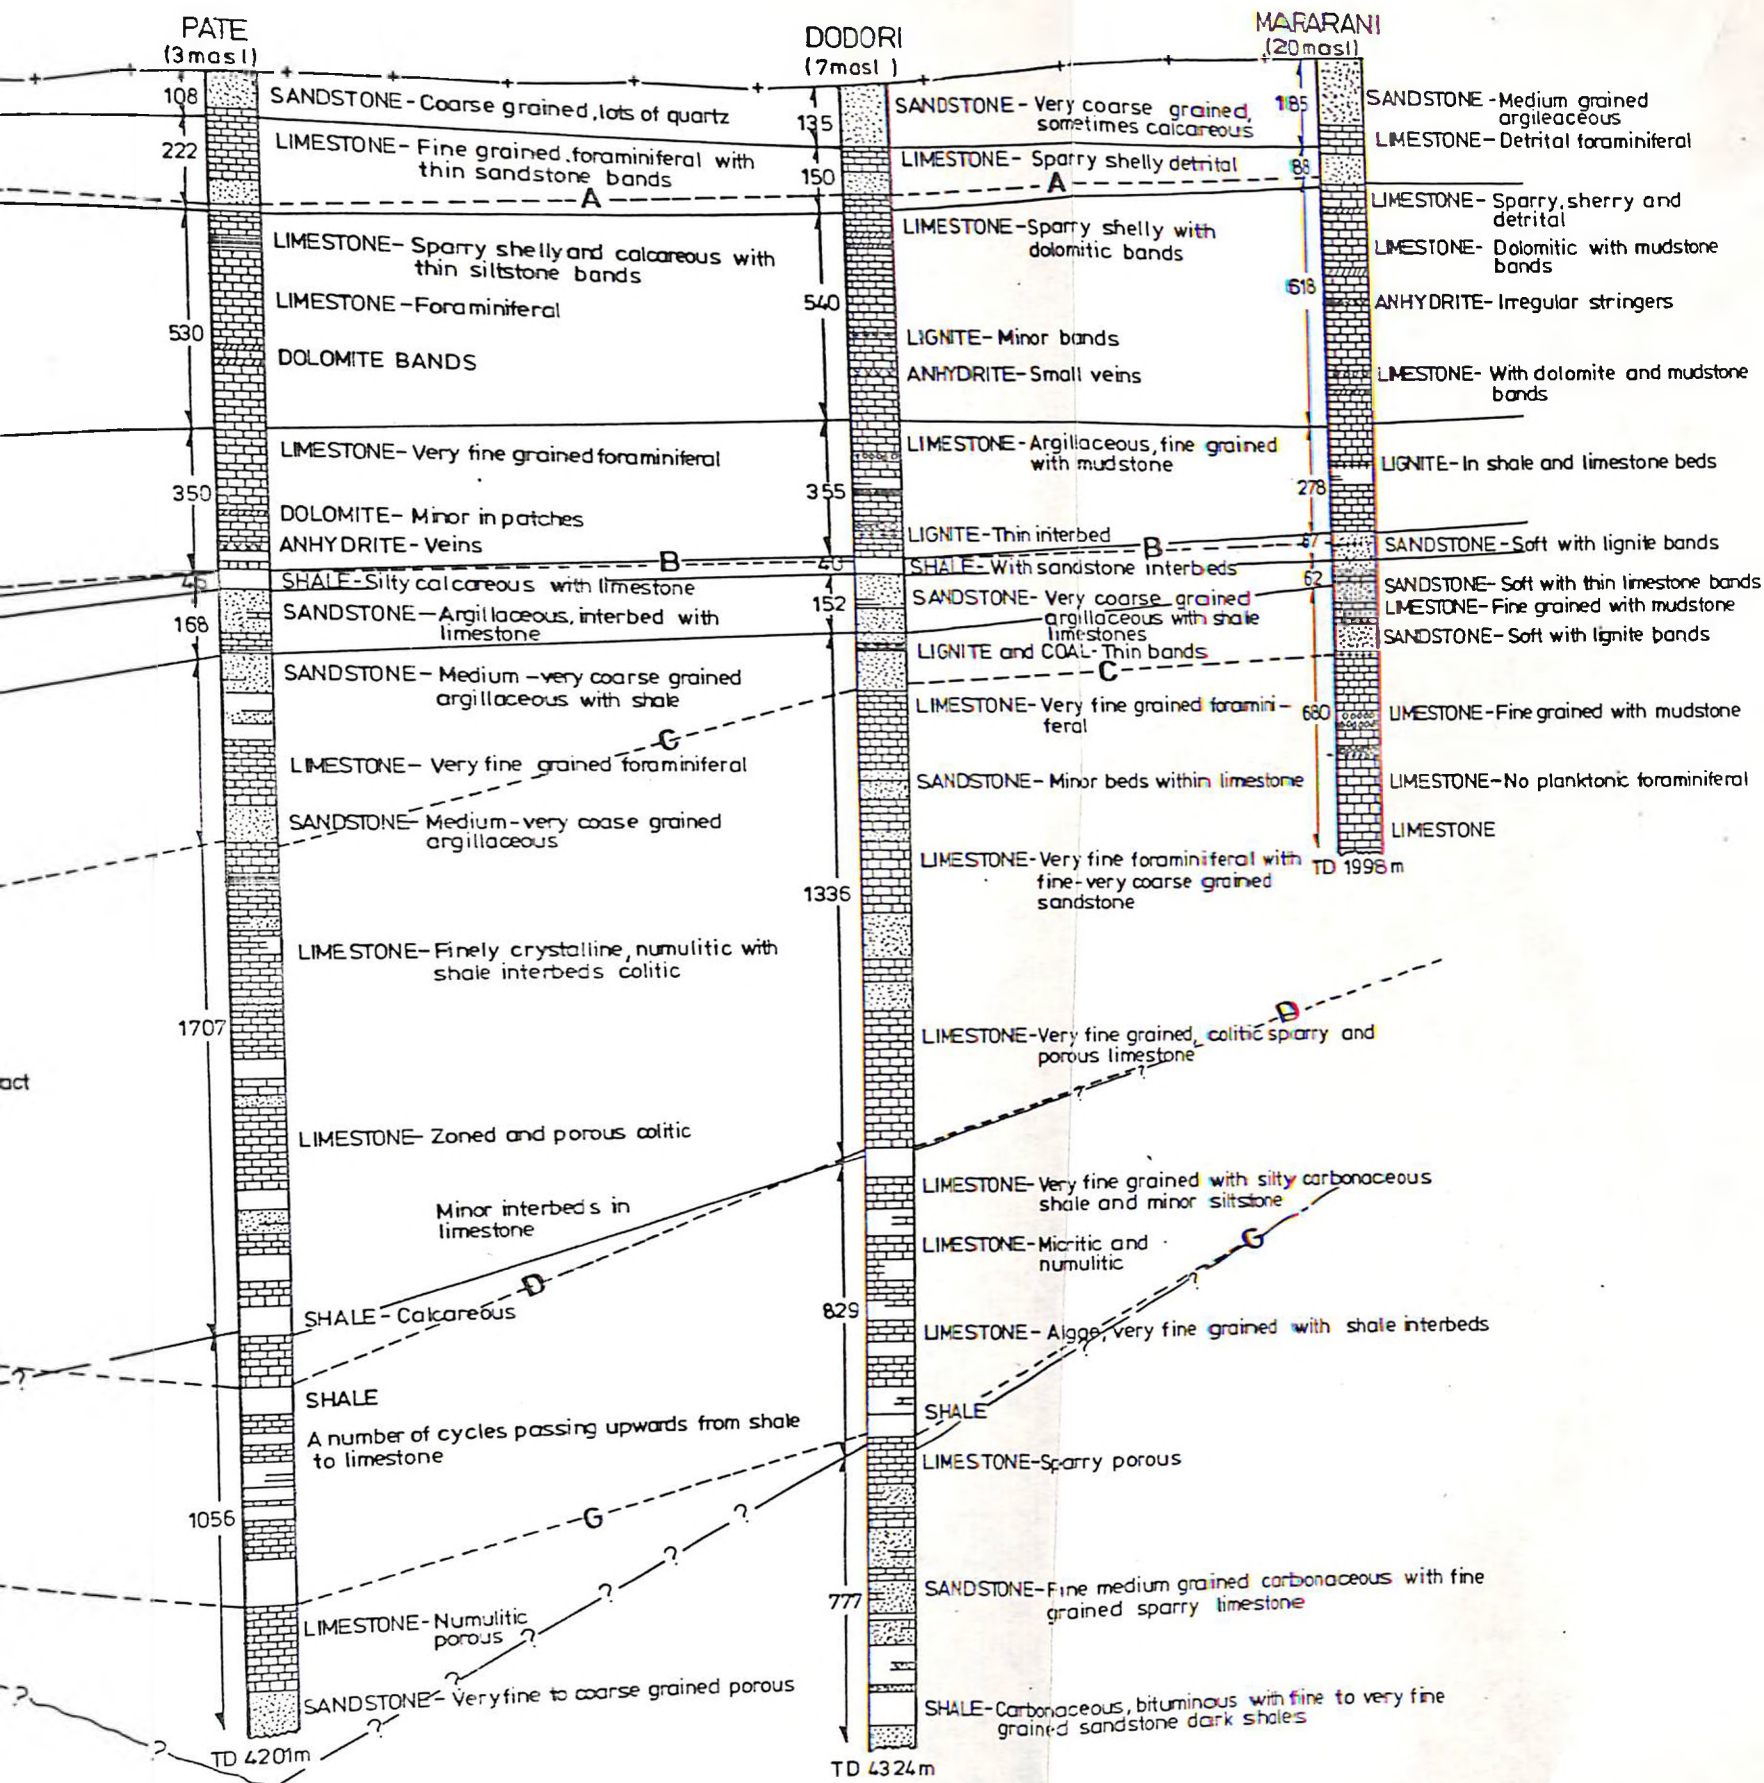 PATE
(3masl)
108
SANDSTONE-Coarse grained, lots of quartz
222
LIMESTONE- Fine grained, foraminiferal with
thin sandstone bands
A
LIMESTONE- Sparry shelly and calcareous with
thin siltstone bands
LIMESTONE-Foraminiferal
530
DOLOMITE BANDS
LIMESTONE-Very fine grained foraminiferal
350
DOLOMITE- Minor in patches
ANHYDRITE-Veins
B
SHALE-Silty calcareous with limestone
168
SANDSTONE-Argillaceous, interbed with
limestone
SANDSTONE- Medium-very coarse grained
argillaceous with shale
C
LIMESTONE- Very fine grained foraminiferal
SANDSTONE- Medium-very coase grained
argillaceous
LIMESTONE-Finely crystalline, numulitic with
shale interbeds colitic
1707
act
LIMESTONE- Zoned and porous colitic
Minor interbeds in
limestone
D
SHALE-Calcareous
?
SHALE
A number of cycles passing upwards from shale
to limestone
1056
G
?
?
?
LIMESTONE-Numulitic
porous
?
?
SANDSTONE- Veryfine to coarse grained porous
?
?
?
TD 4201m
DODORI
(7masl)
135
SANDSTONE- Very coarse grained,
sometimes calcareous
150
LIMESTONE- Sparry shelly detrital
A
LIMESTONE-Sparry shelly with
dolomitic bands
540
LIGNITE- Minor bands
ANHYDRITE-Small veins
LIMESTONE-Argillaceous, fine grained
with mudstone
355
LIGNITE-Thin interbed
B
SHALE-With sandstone interbeds
152
SANDSTONE- Very coarse grained
argillaceous with shale
limestones
LIGNITE and COAL-Thin bands
C
LIMESTONE-Very fine grained foramini-
feral
SANDSTONE- Minor beds within limestone
LIMESTONE-Very fine foraminiferal with
fine-very coarse grained
sandstone
1336
D
LIMESTONE-Very fine grained, colitic sparry and
porous limestone
?
?
LIMESTONE-Very fine grained with silty carbonaceous
shale and minor siltstone
LIMESTONE-Micritic and
numulitic
G
?
829
LIMESTONE- Algae, very fine grained with shale interbeds
?
SHALE
LIMESTONE-Sparry porous
777
SANDSTONE-Fine medium grained carbonaceous with fine
grained sparry limestone
SHALE-Carbonaceous, bituminous with fine to very fine
grained sandstone dark shales
TD 4324m
MARARANI
(20masl)
185
SANDSTONE-Medium grained
argileaceous
LIMESTONE-Detrital foraminiferal
88
LIMESTONE- Sparry, sherry and
detrital
LIMESTONE- Dolomitic with mudstone
bands
618
ANHYDRITE-Irregular stringers
LIMESTONE- With dolomite and mudstone
bands
LIGNITE-In shale and limestone beds
278
SANDSTONE-Soft with lignite bands
62
SANDSTONE-Soft with thin limestone bands
LIMESTONE-Fine grained with mudstone
SANDSTONE-Soft with lignite bands
680
LIMESTONE-Fine grained with mudstone
LIMESTONE-No planktonic foraminiferal
LIMESTONE
TD 1998m